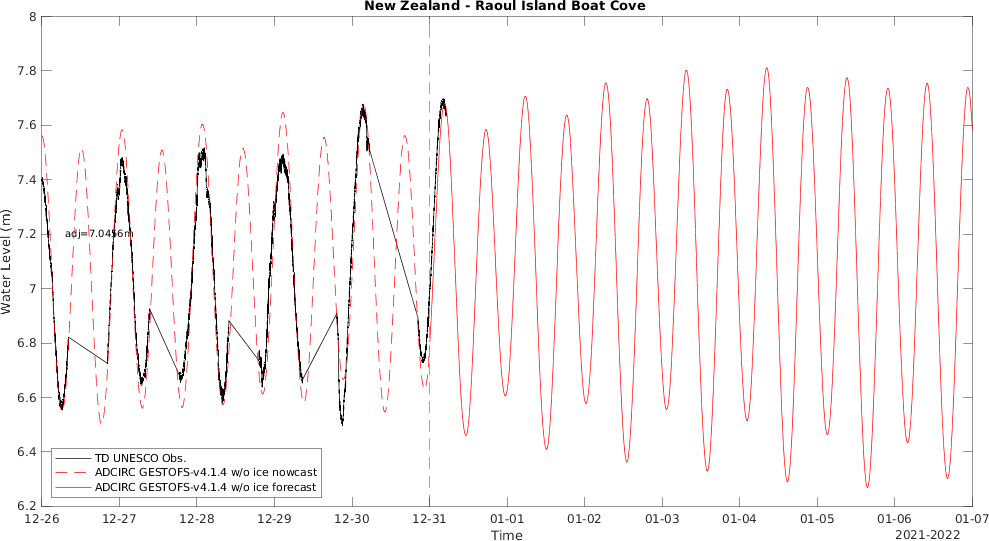 New Zealand - Raoul Island Boat Cove
8
7.8
7.6
7.4
7.2
7
6.8
6.6
6.4
6.2
Water Level (m)
adj=7.0456m
TD UNESCO Obs.
ADCIRC GESTOFS-v4.1.4 w/o ice nowcast
ADCIRC GESTOFS-v4.1.4 w/o ice forecast
12-26 12-27 12-28 12-29 12-30 12-31 01-01 01-02 01-03 01-04 01-05 01-06 01-07
Time
2021-2022